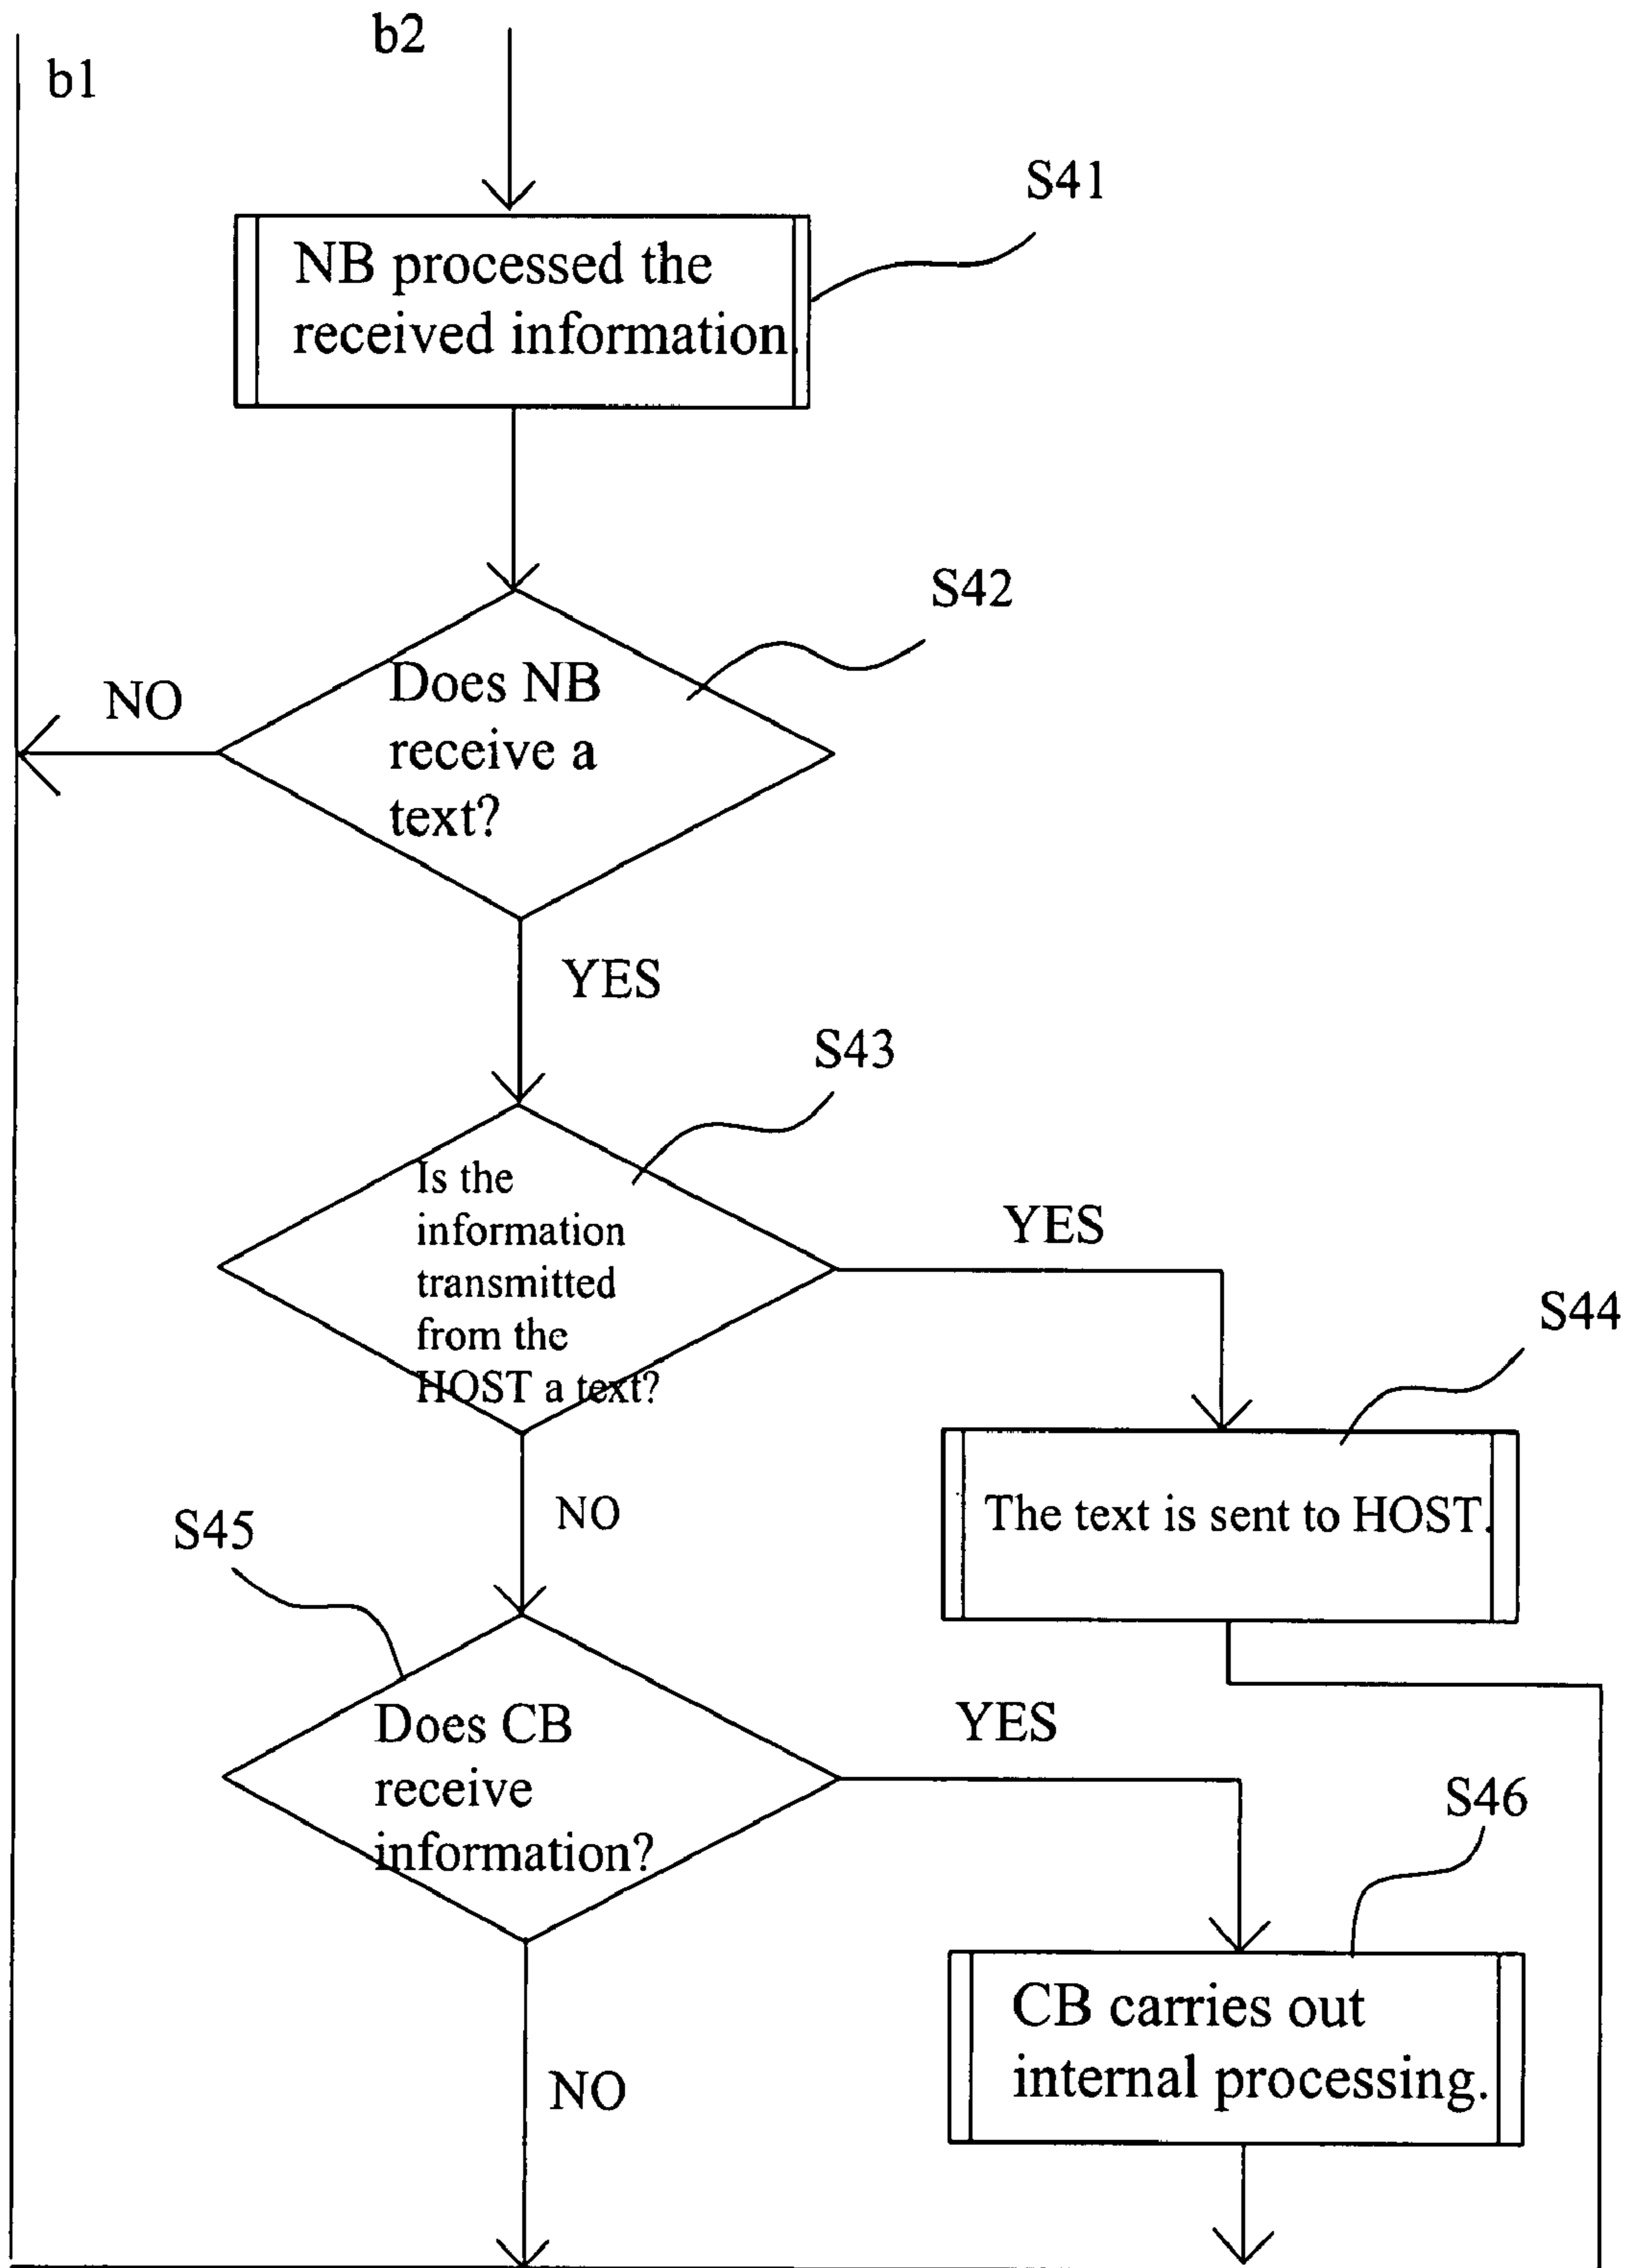 b2
b1
S41
NB processed the
received information.
S42
Does NB
receive a
text?
NO
YES
S43
Is the
information
transmitted
from the
HOST a text?
YES
S44
The text is sent to HOST.
NO
S45
Does CB
receive
information?
YES
S46
CB carries out
internal processing.
NO